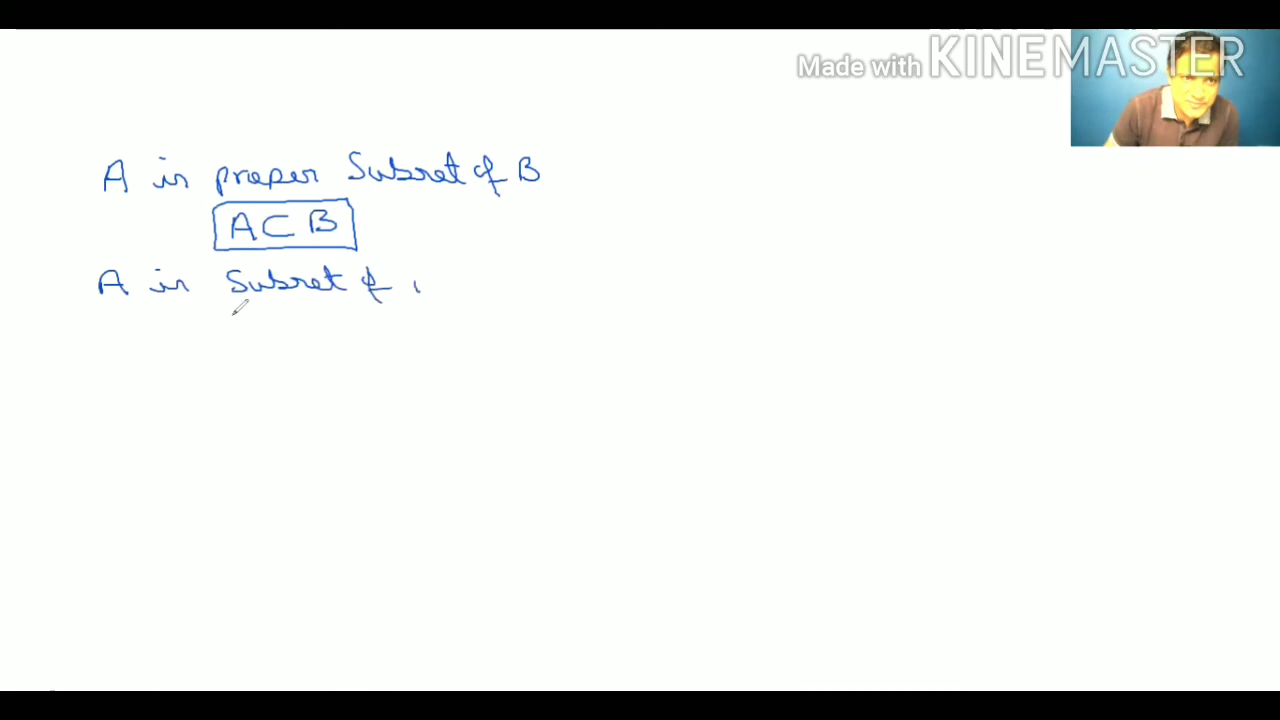 Made with KINEMASTER
A is proper Subset of B
A ⊂ B
A is Subset of